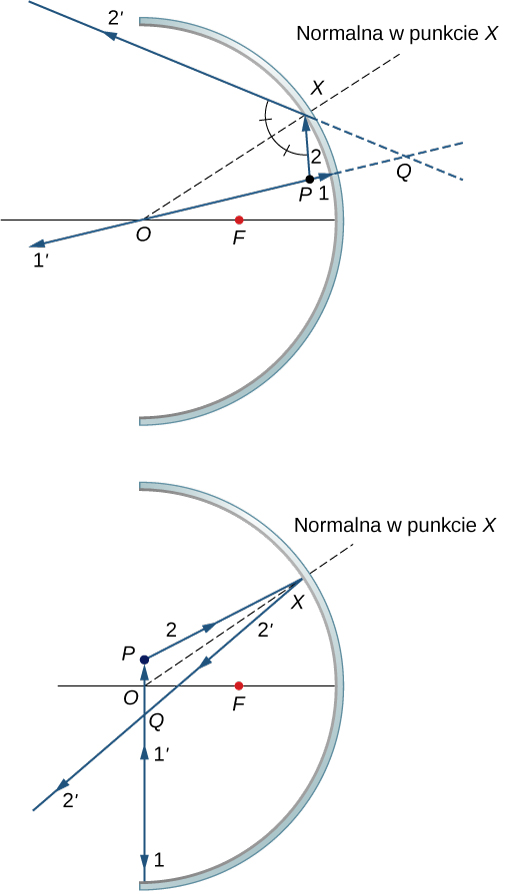 2′
Normalna w punkcie X
X
2
Q
P 1
O
F
1′
Normalna w punkcie X
X
2
2′
P
O
F
Q
1′
2′
1